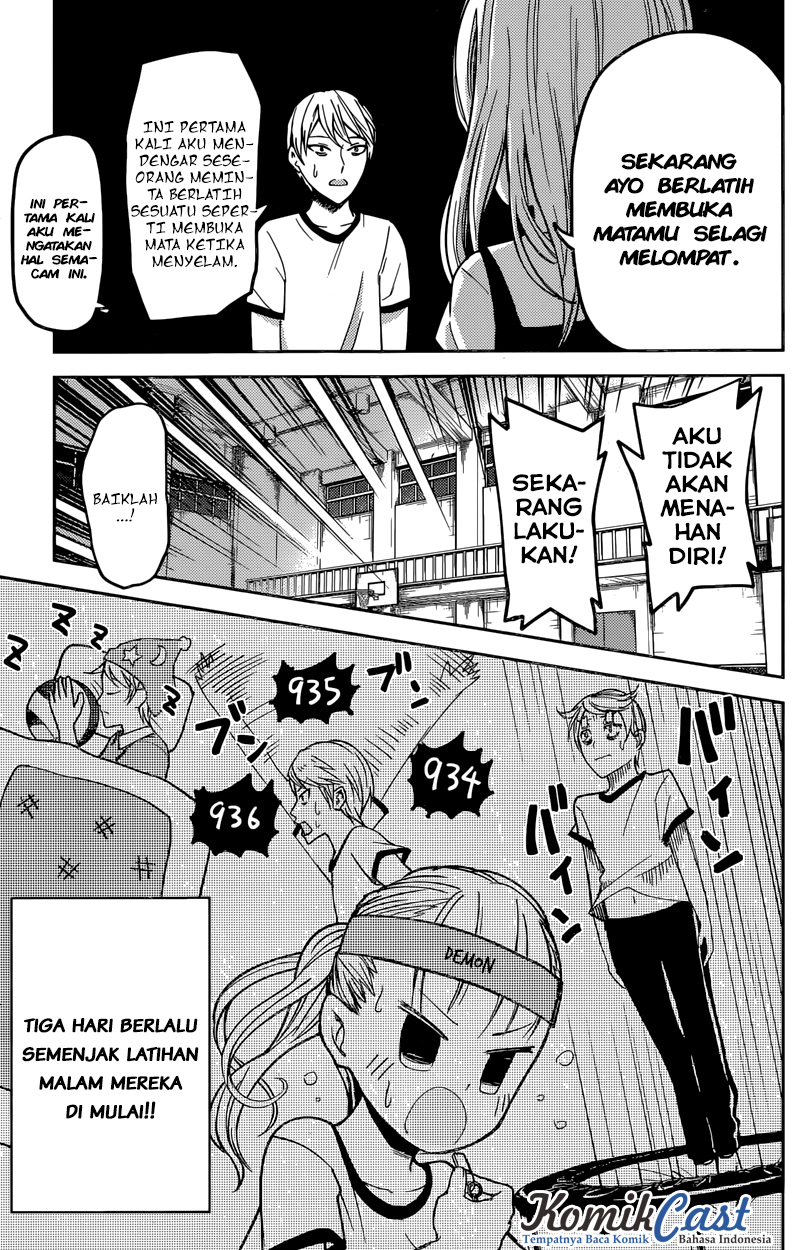 SEKARANG
AYO BERLATIH
MEMBUKA
MATAMU SELAGI
MELOMPAT.
INI PERTAMA
KALI AKU MEN-
DENGAR SESE-
ORANG MEMIN-
TA BERLATIH
SESUATU SEPER-
TI MEMBUKA
MATA KETIKA
MENYELAM.
INI PER-
TAMA KALI
AKU ME-
NGATAKAN
HAL SEMA-
CAM INI.
AKU
TIDAK
AKAN
MENA-
HAN
DIRI!
SEKA-
RANG
LAKU-
KAN!
BAIKLAH
...!
バイン
バイン
934
ブン
935
ブン
936
Z Z Z
Z Z
DEMON
TIGA HARI BERLALU
SEMENJAK LATIHAN
MALAM MEREKA
DI MULAI!!
KomikCast
Tempatnya Baca Komik Bahasa Indonesia